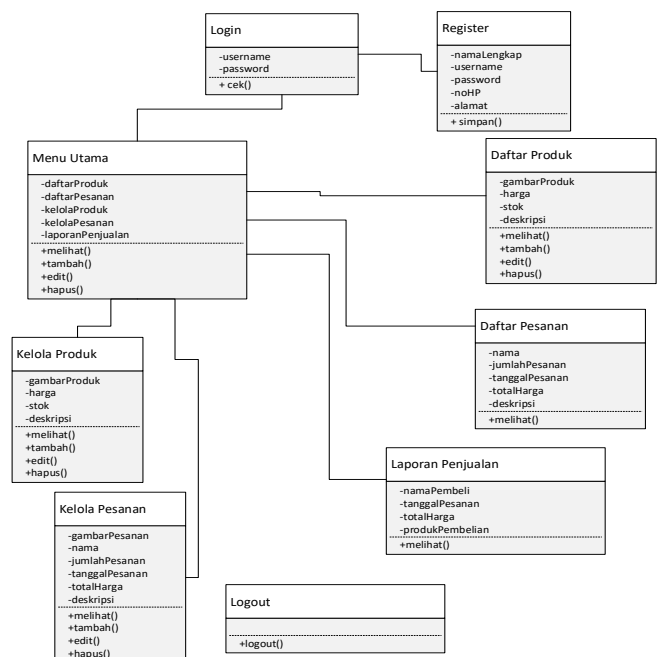 Login
-username
-password
+ cek()
Register
-namaLengkap
-username
-password
-noHP
-alamat
+ simpan()
Menu Utama
-daftarProduk
-daftarPesanan
-kelolaProduk
-kelolaPesanan
-laporanPenjualan
+melihat()
+tambah()
+edit()
+hapus()
Daftar Produk
-gambarProduk
-harga
-stok
-deskripsi
+melihat()
+tambah()
+edit()
+hapus()
Daftar Pesanan
-nama
-jumlahPesanan
-tanggalPesanan
-totalHarga
-deskripsi
+melihat()
Kelola Produk
-gambarProduk
-harga
-stok
-deskripsi
+melihat()
+tambah()
+edit()
+hapus()
Laporan Penjualan
-namaPembeli
-tanggalPesanan
-totalHarga
-produkPembelian
+melihat()
Kelola Pesanan
-gambarPesanan
-nama
-jumlahPesanan
-tanggalPesanan
-totalHarga
-deskripsi
+melihat()
+tambah()
+edit()
+hapus()
Logout
+logout()